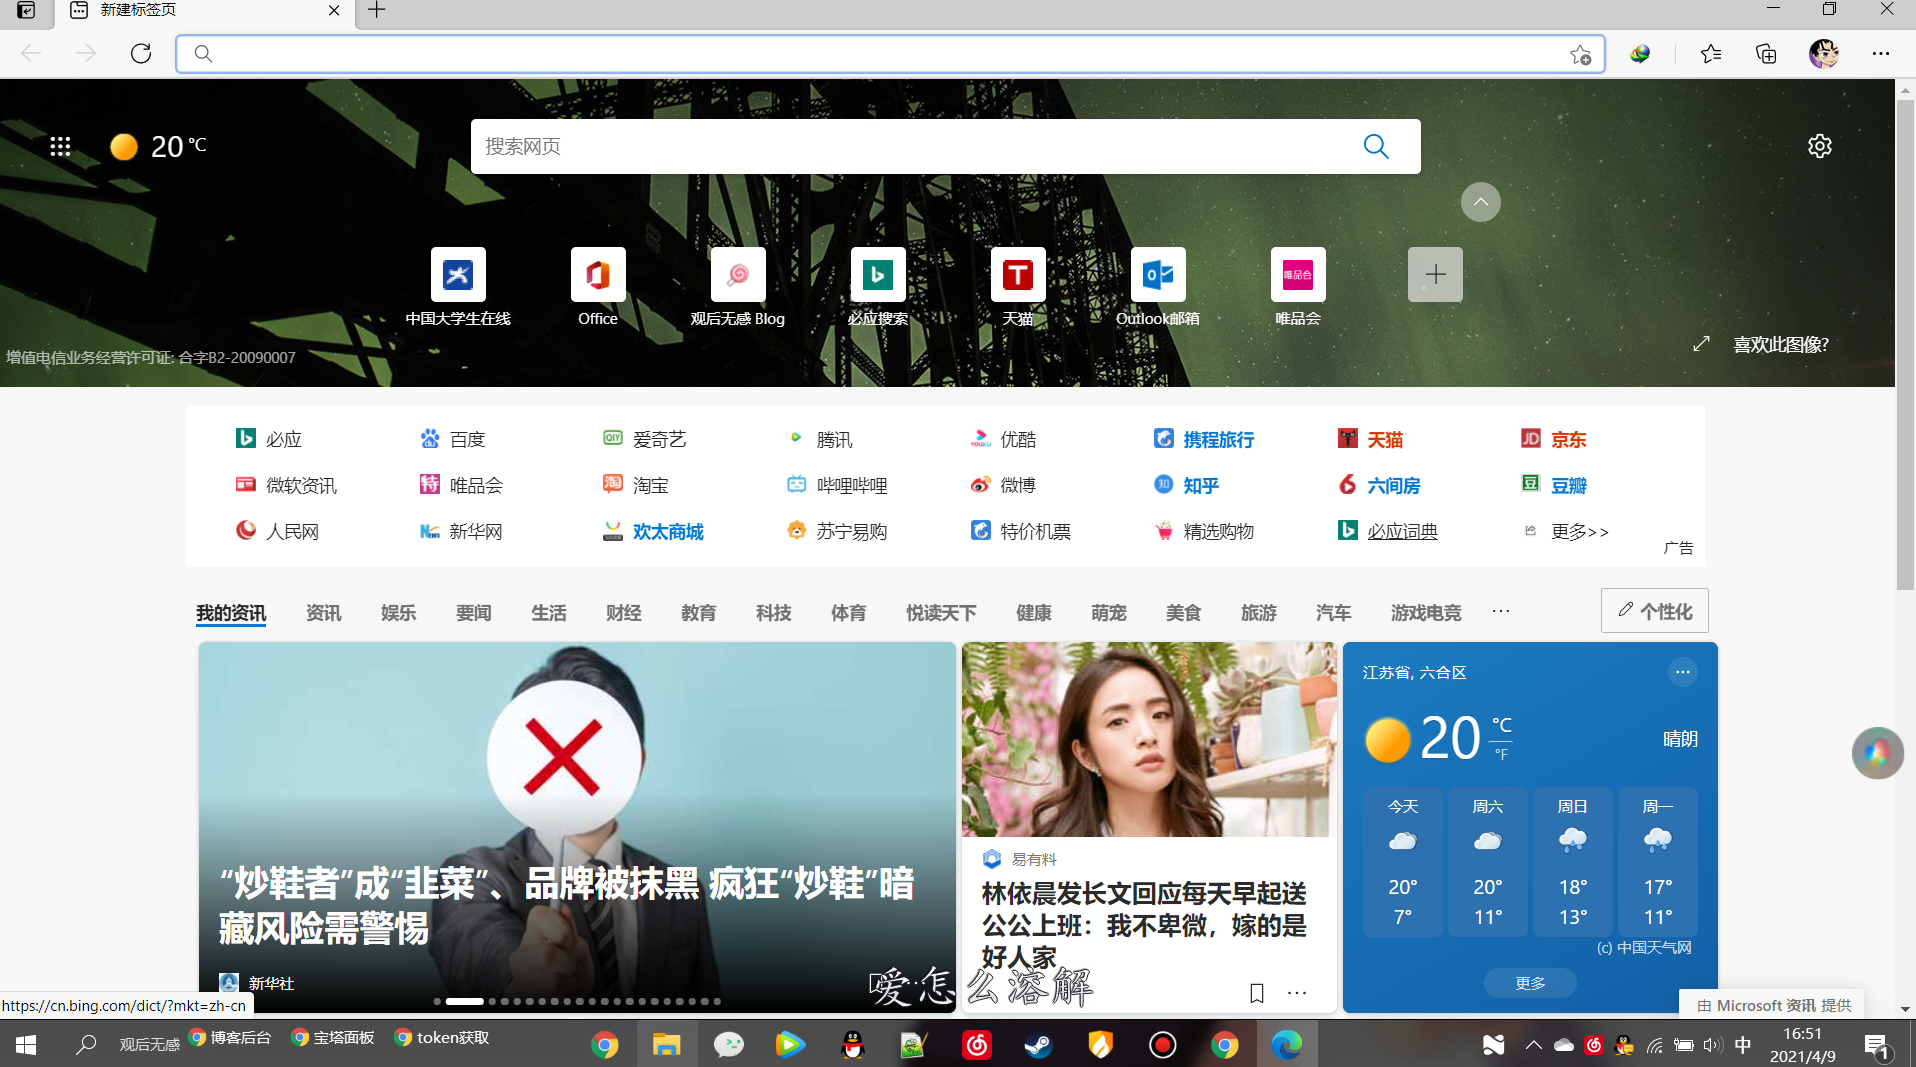 新建标签页
20 °C
搜索网页
中国大学生在线
Office
观后无感 Blog
必应搜索
天猫
Outlook邮箱
唯品会
唯品会
增值电信业务经营许可证: 合字B2-20090007
喜欢此图像?
必应
百度
爱奇艺
腾讯
优酷
携程旅行
天猫
京东
微软资讯
唯品会
淘宝
哔哩哔哩
微博
知乎
六间房
豆瓣
人民网
新华网
欢太商城
苏宁易购
特价机票
精选购物
必应词典
更多>>
广告
我的资讯
资讯
娱乐
要闻
生活
财经
教育
科技
体育
悦读天下
健康
萌宠
美食
旅游
汽车
游戏电竞
···
个性化
“炒鞋者”成“韭菜”、品牌被抹黑 疯狂“炒鞋”暗
藏风险需警惕
新华社
易有料
林依晨发长文回应每天早起送
公公上班：我不卑微，嫁的是
好人家
爱怎么溶解
江苏省, 六合区
20 °C
°F
晴朗
今天 周六 周日 周一
20° 20° 18° 17°
7° 11° 13° 11°
(c) 中国天气网
更多
由 Microsoft 资讯 提供
https://cn.bing.com/dict/?mkt=zh-cn
观后无感
博客后台
宝塔面板
token获取
中
16:51
2021/4/9
1